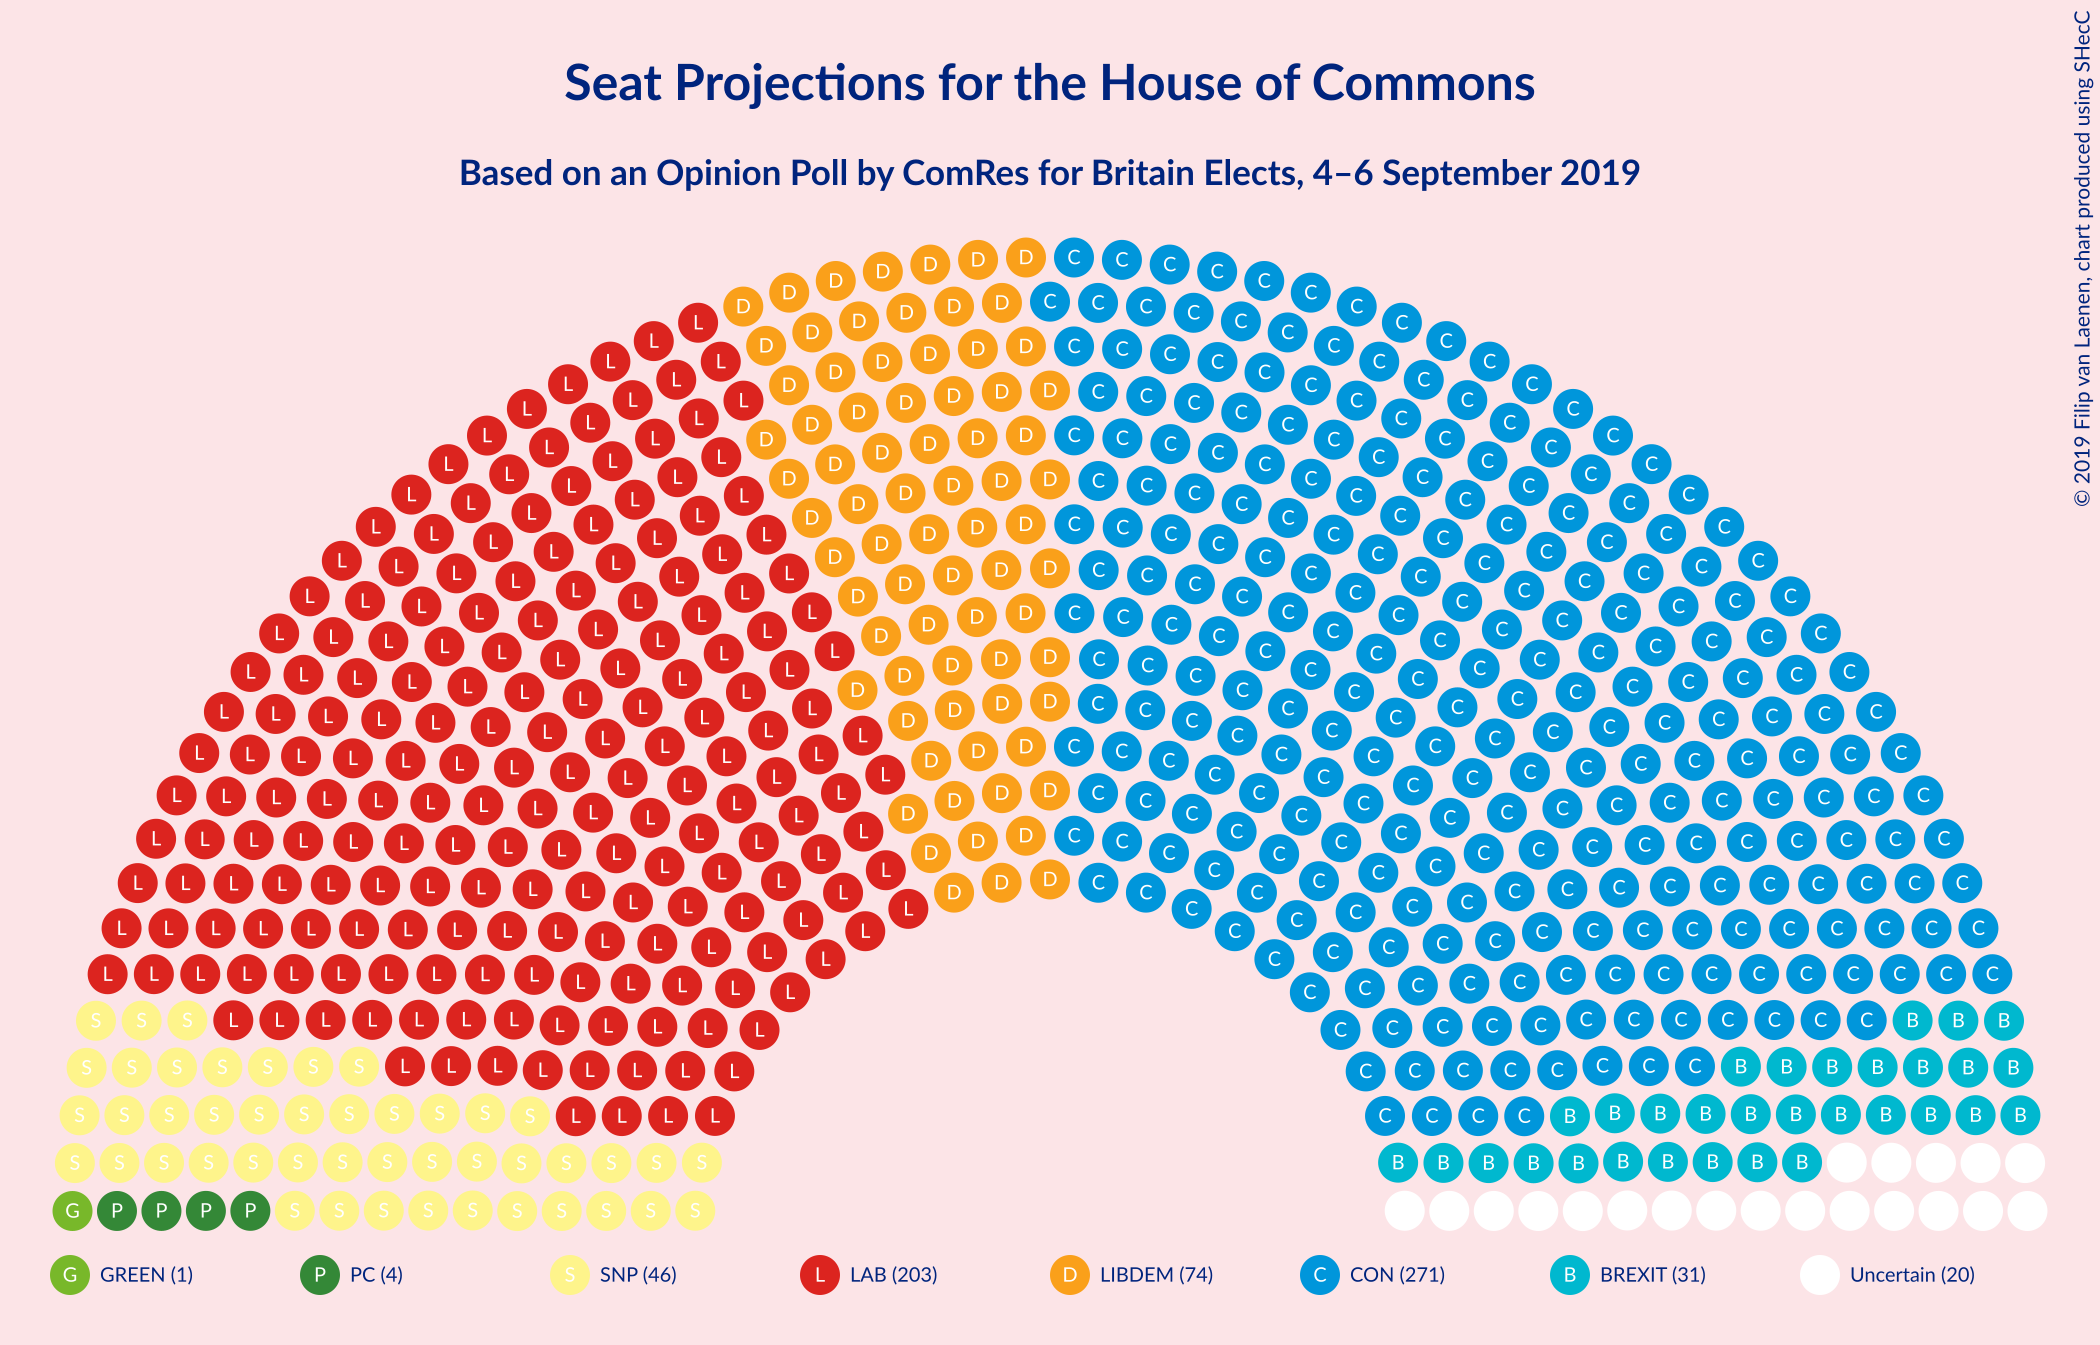 Seat Projections for the House of Commons
Based on an Opinion Poll by ComRes for Britain Elects, 4–6 September 2019
© 2019 Filip van Laenen, chart produced using SHecC
G GREEN (1)
P PC (4)
S SNP (46)
L LAB (203)
D LIBDEM (74)
C CON (271)
B BREXIT (31)
Uncertain (20)